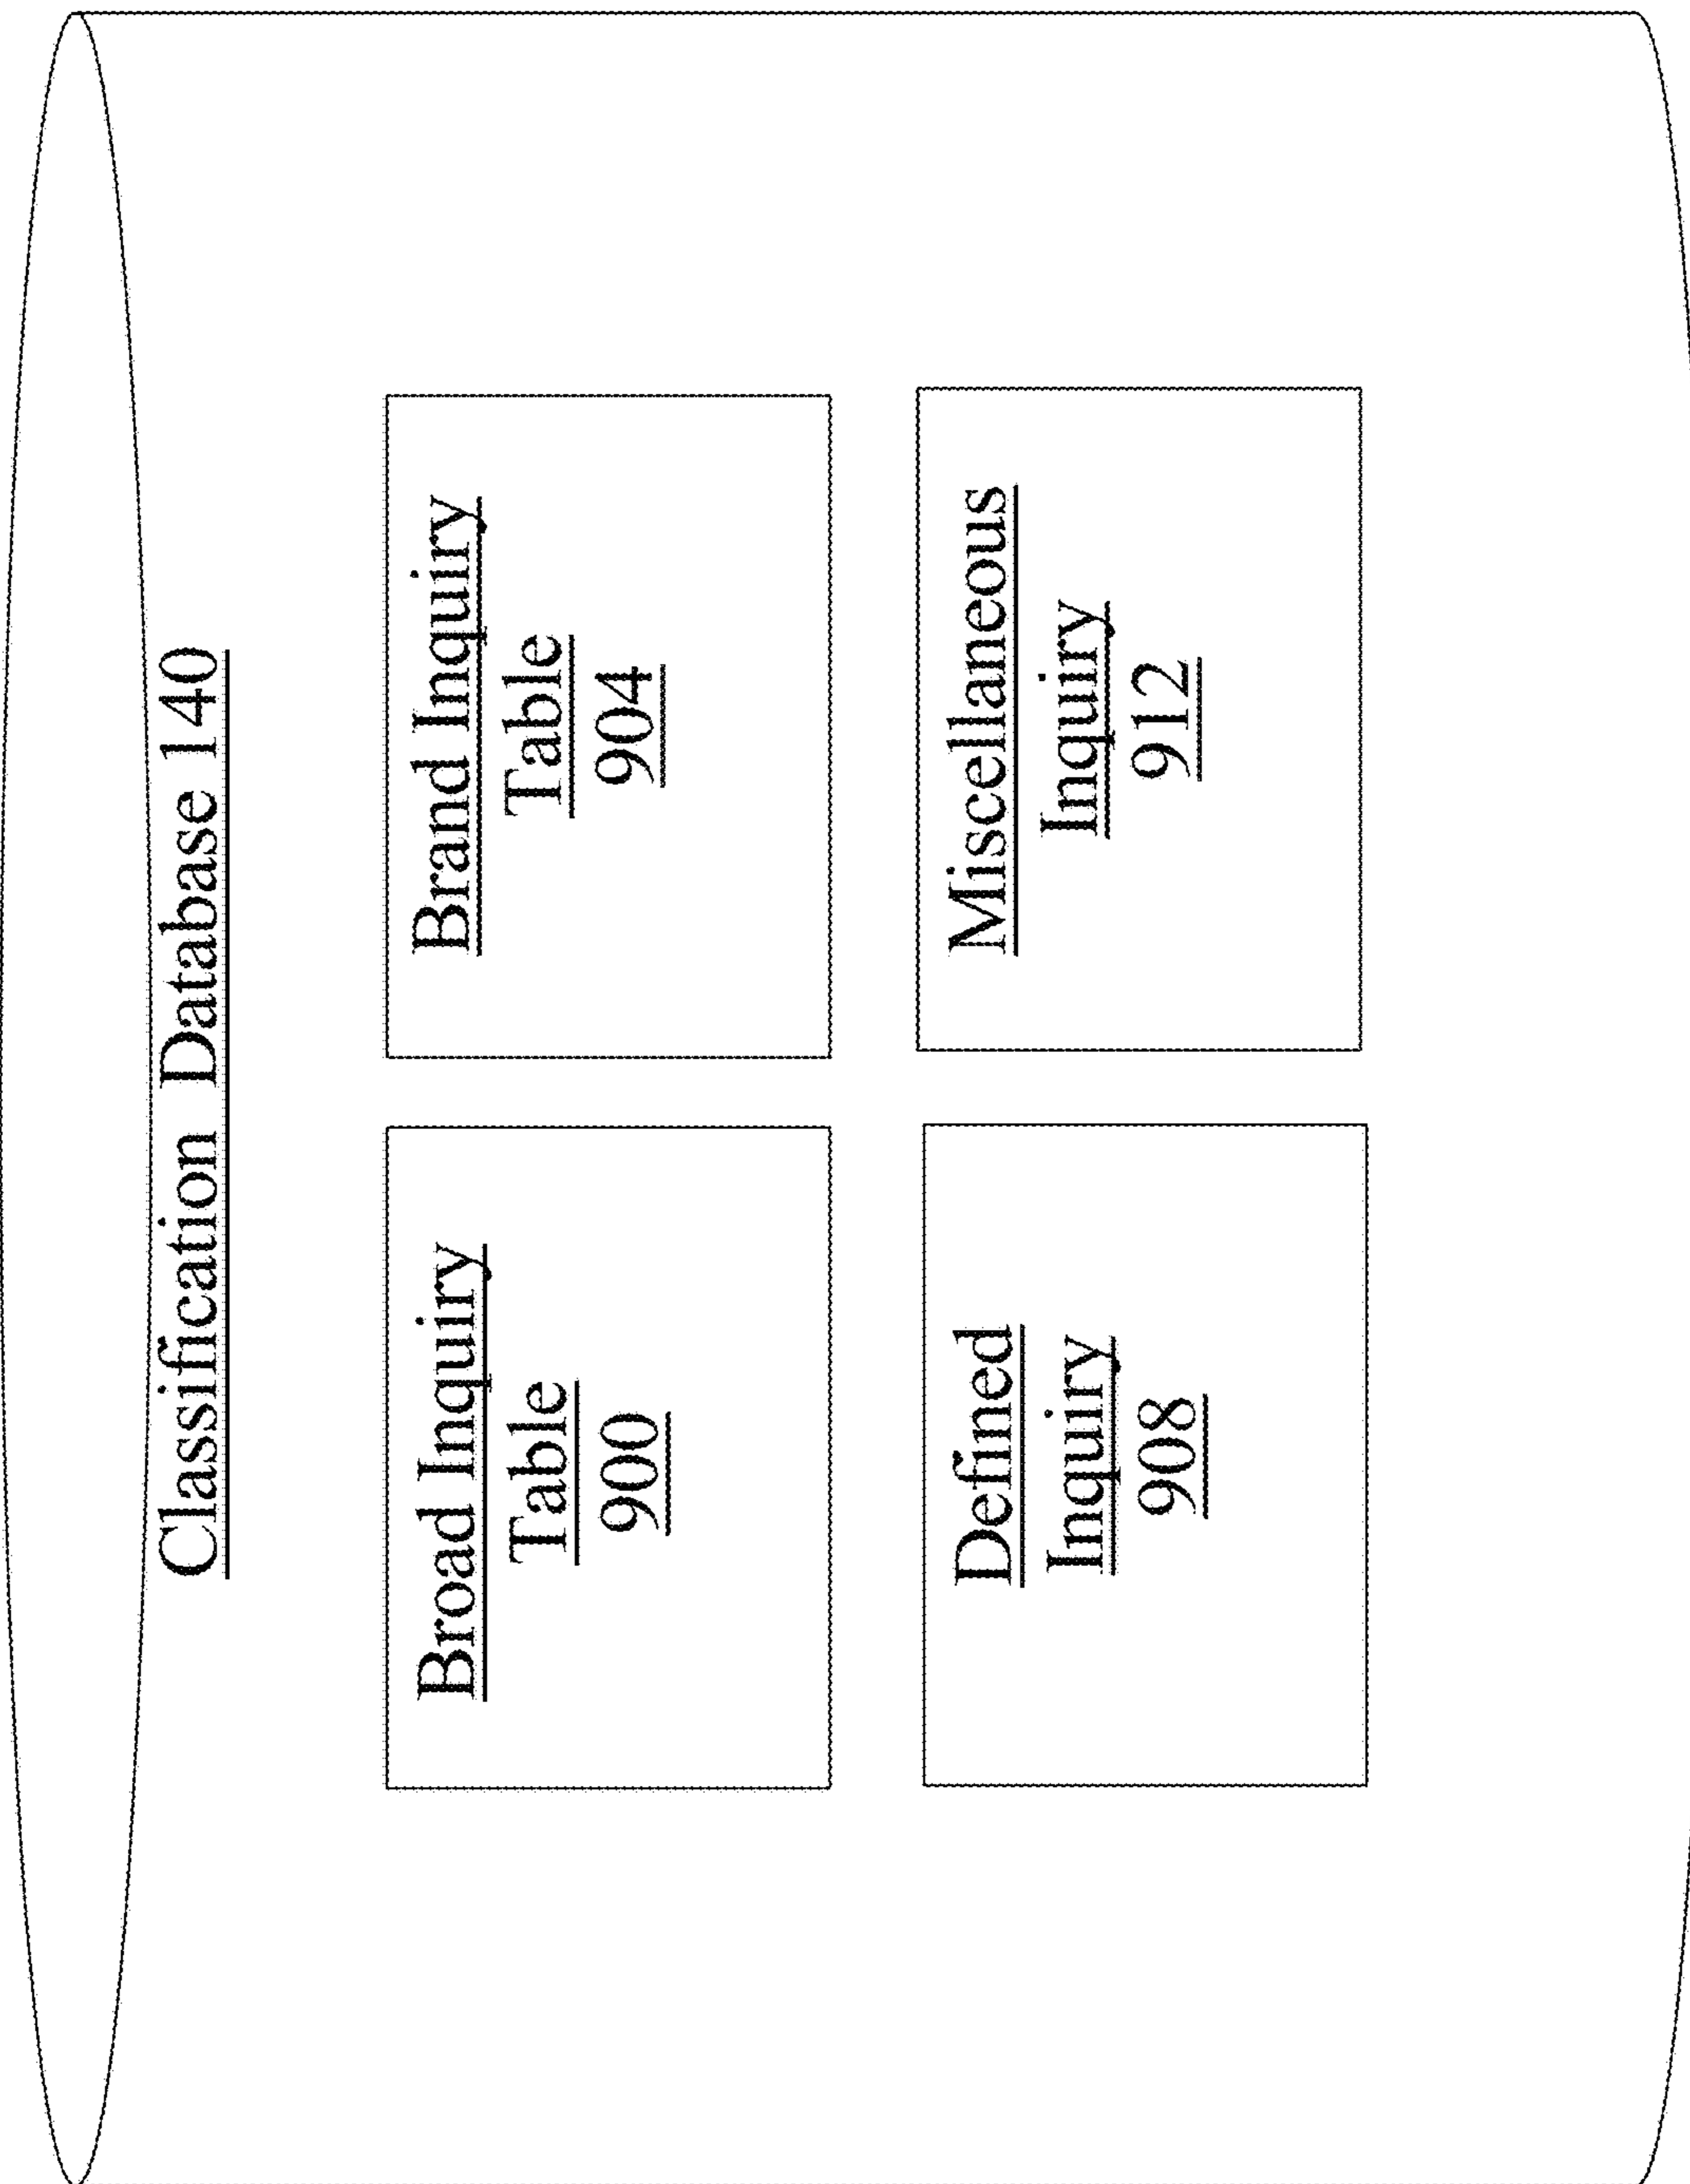 Classification Database 140
Broad Inquiry
Table
900
Brand Inquiry
Table
904
Defined
Inquiry
908
Miscellaneous
Inquiry
912